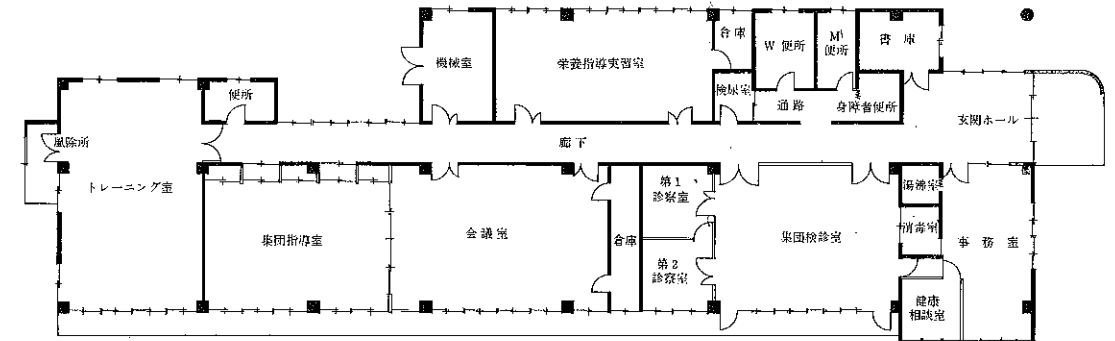 機械室
栄養指導実習室
倉庫
W 便所
M
便所
書庫
便所
検尿室
通路
身障者便所
玄関ホール
風除所
廊下
トレーニング室
集団指導室
会議室
倉庫
第1
診察室
第2
診察室
集団検診室
湯沸室
消毒室
事務室
健康
相談室